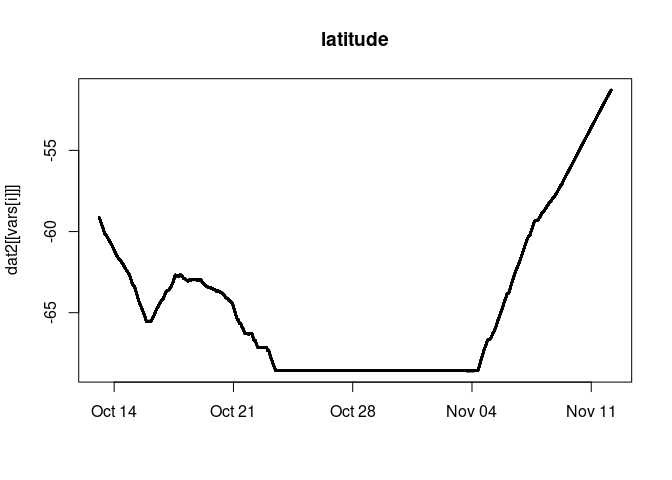 latitude
dat2[[vars[i]]]
-55
-60
-65
Oct 14
Oct 21
Oct 28
Nov 04
Nov 11